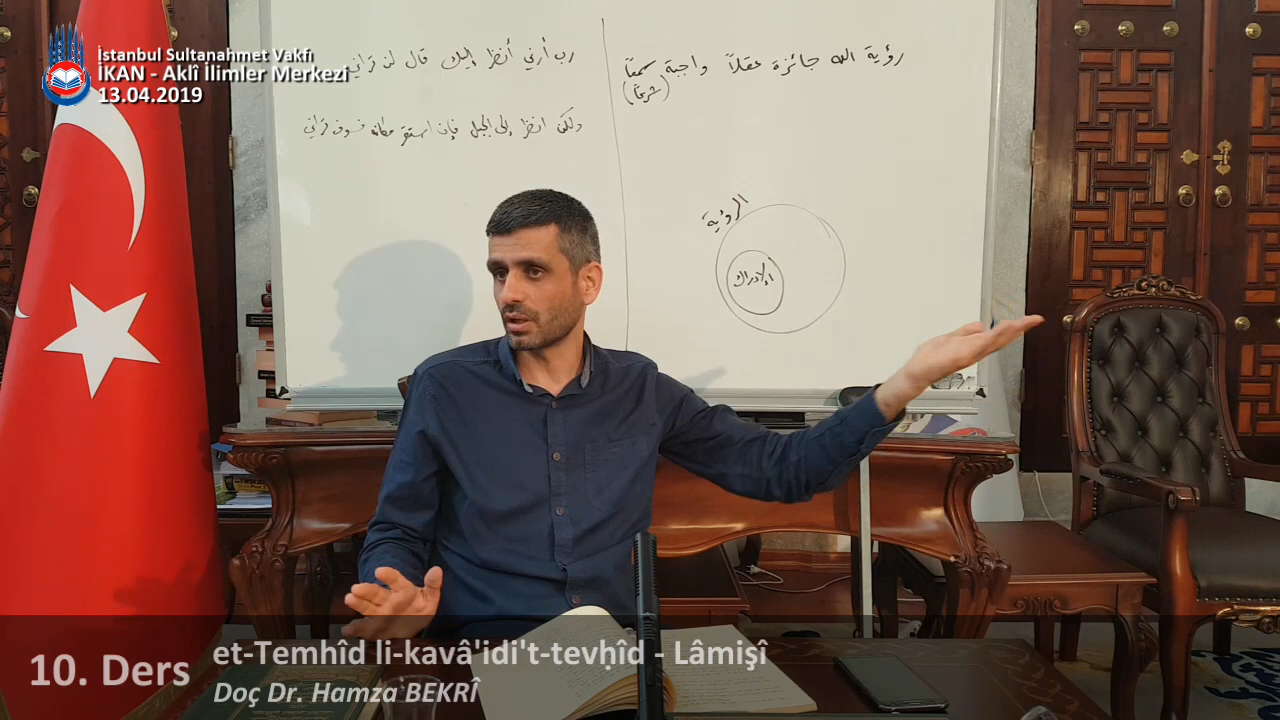 İstanbul Sultanahmet Vakfı
İKAN - Aklî İlimler Merkezi
13.04.2019
رؤية الله جائزة عقلاً واجبة سمعًا
(شرعًا)
رب أرني أنظر إليك قال لن تراني
ولكن انظر إلى الجبل فإن استقر مكانه فسوف تراني
الرؤية
الإدراك
10. Ders
et-Temhîd li-kavâ'idi't-tevḥîd - Lâmişî
Doç Dr. Hamza BEKRÎ